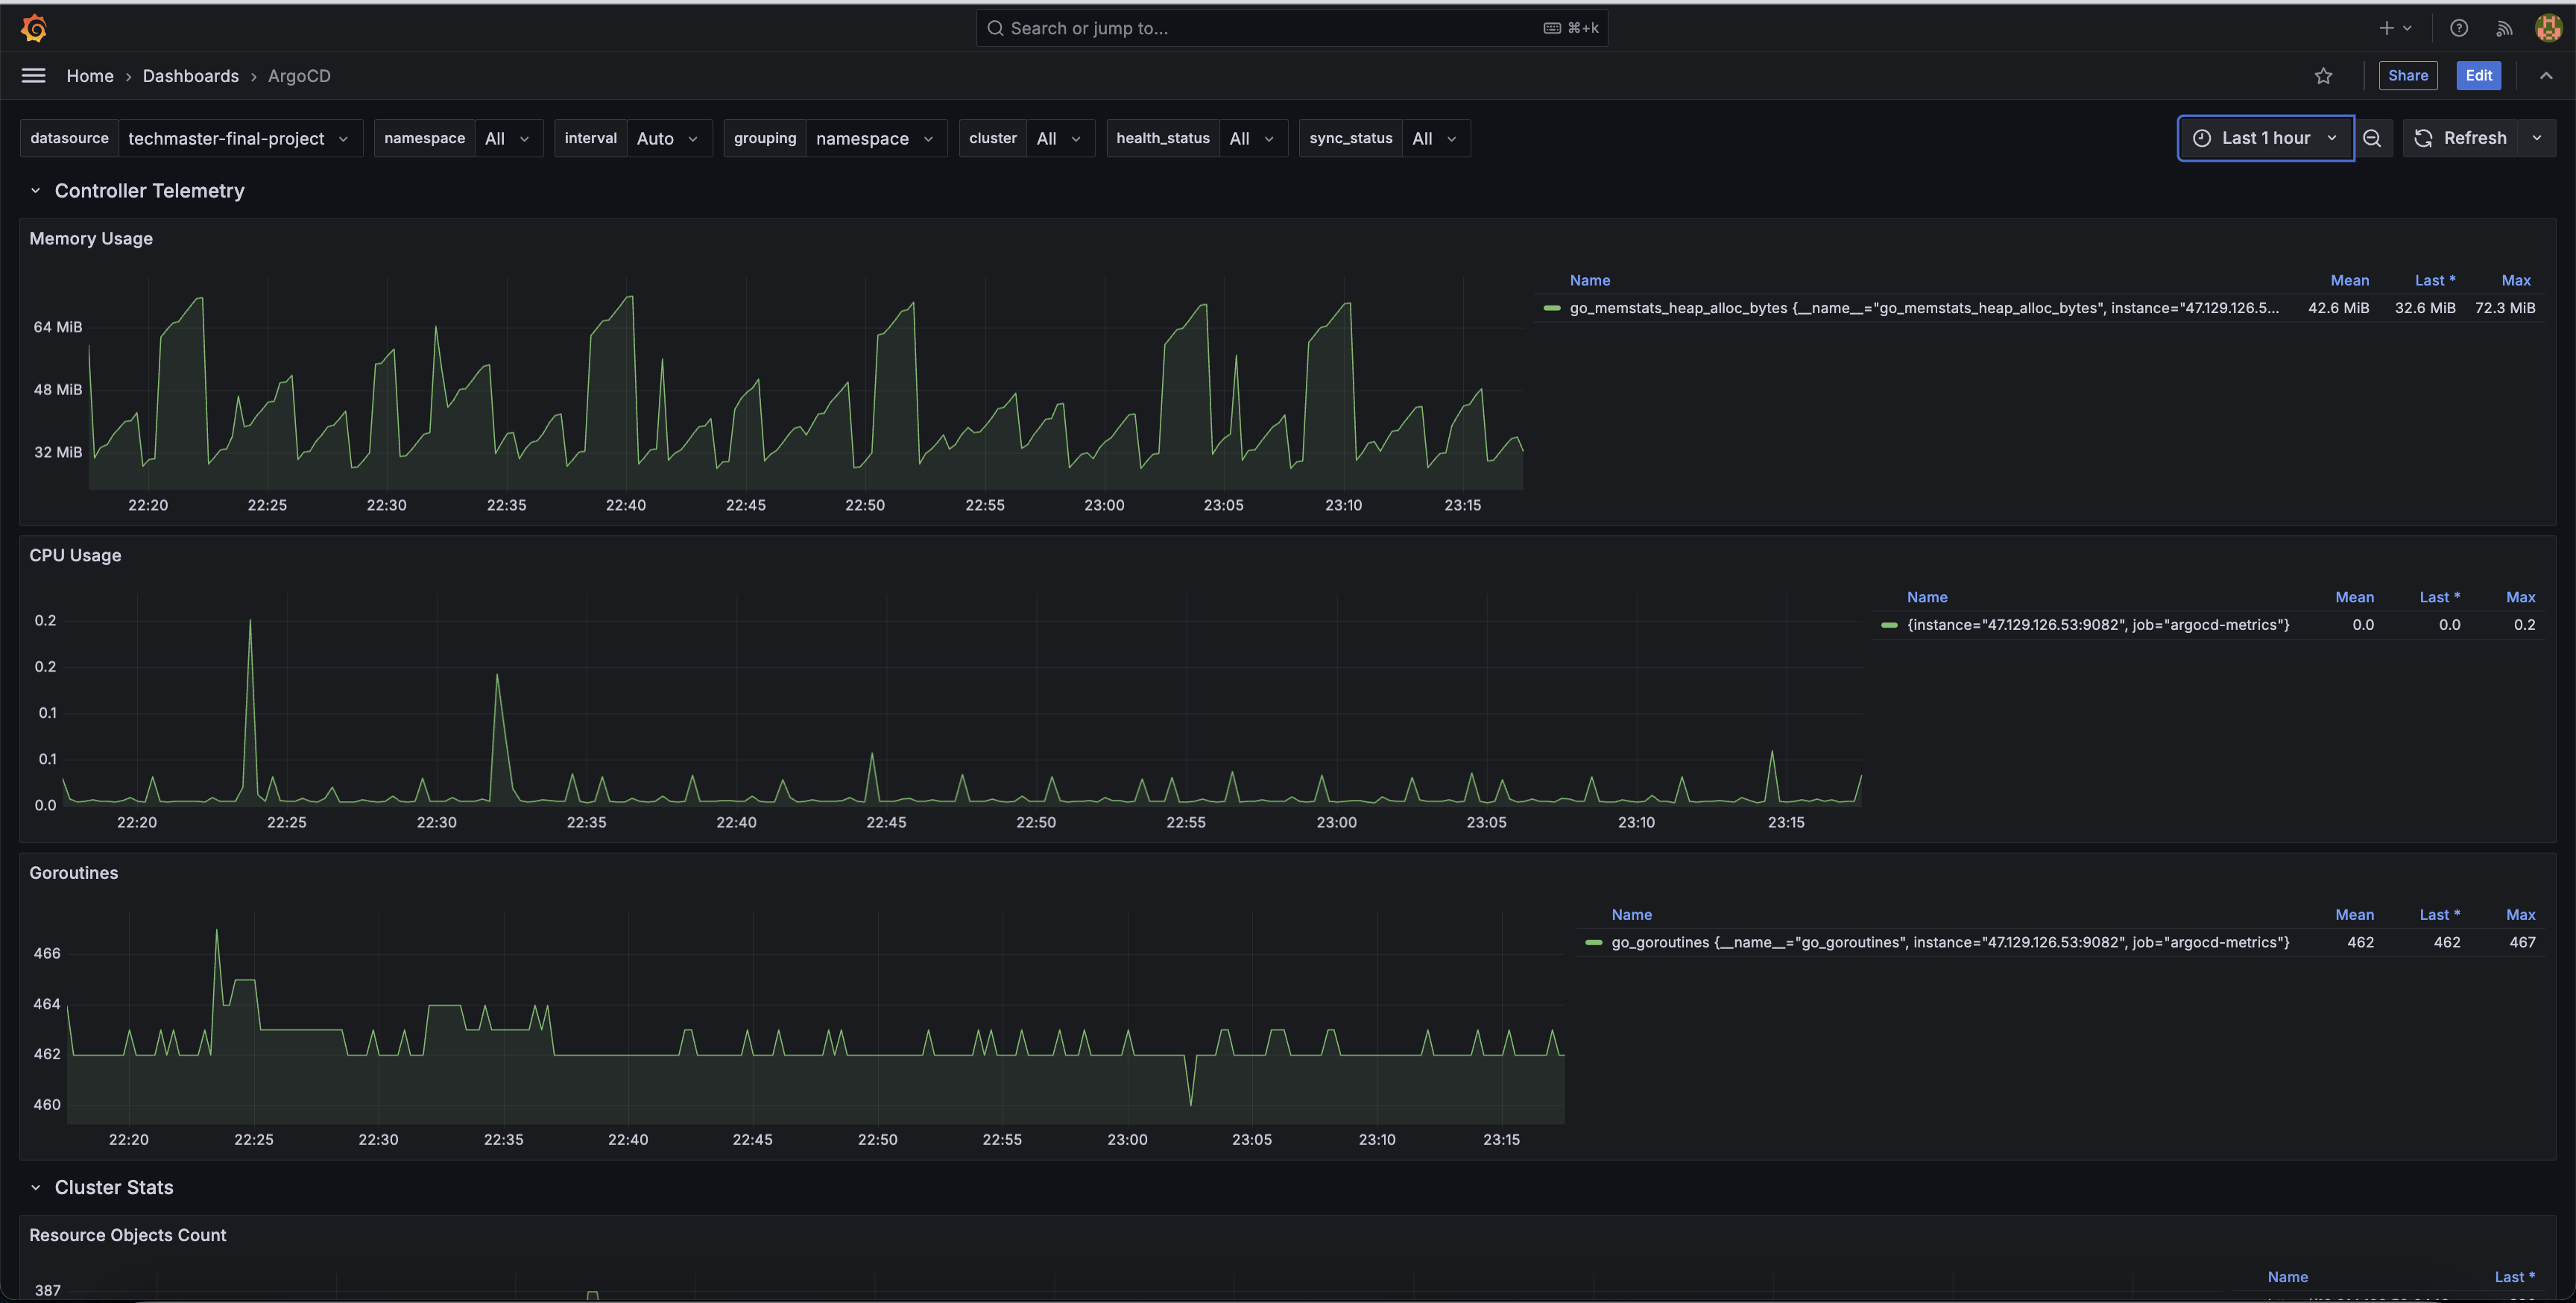 Search or jump to... ⌘+k
Home › Dashboards › ArgoCD Share Edit
datasource techmaster-final-project namespace All interval Auto grouping namespace cluster All health_status All sync_status All Last 1 hour Refresh
Controller Telemetry
Memory Usage
Name Mean Last * Max
go_memstats_heap_alloc_bytes {__name__="go_memstats_heap_alloc_bytes", instance="47.129.126.5... 42.6 MiB 32.6 MiB 72.3 MiB
64 MiB
48 MiB
32 MiB
22:20 22:25 22:30 22:35 22:40 22:45 22:50 22:55 23:00 23:05 23:10 23:15
CPU Usage
Name Mean Last * Max
{instance="47.129.126.53:9082", job="argocd-metrics"} 0.0 0.0 0.2
0.2
0.2
0.1
0.1
0.0
22:20 22:25 22:30 22:35 22:40 22:45 22:50 22:55 23:00 23:05 23:10 23:15
Goroutines
Name Mean Last * Max
go_goroutines {__name__="go_goroutines", instance="47.129.126.53:9082", job="argocd-metrics"} 462 462 467
466
464
462
460
22:20 22:25 22:30 22:35 22:40 22:45 22:50 22:55 23:00 23:05 23:10 23:15
Cluster Stats
Resource Objects Count
Name Last *
387